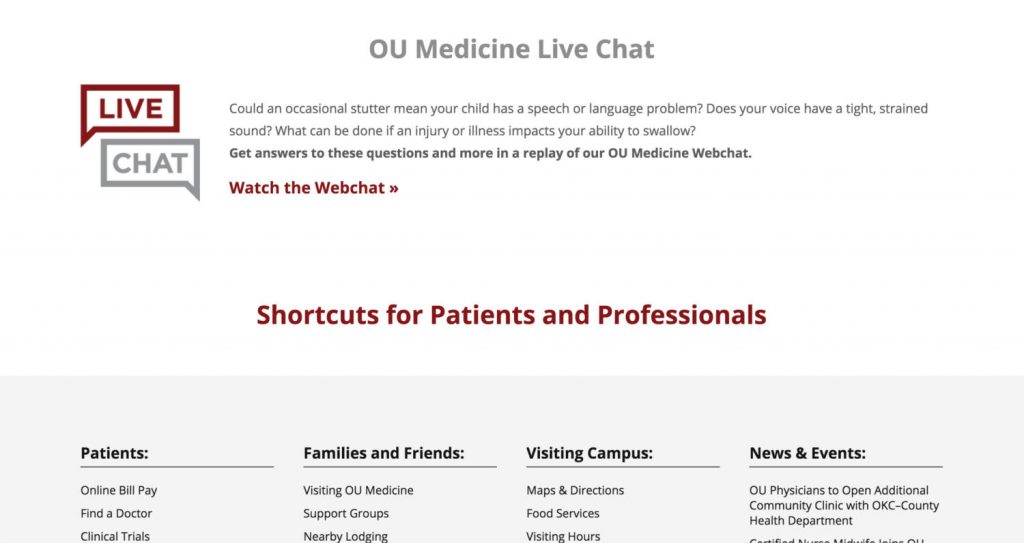 OU Medicine Live Chat
LIVE
CHAT
Could an occasional stutter mean your child has a speech or language problem? Does your voice have a tight, strained
sound? What can be done if an injury or illness impacts your ability to swallow?
Get answers to these questions and more in a replay of our OU Medicine Webchat.
Watch the Webchat »
Shortcuts for Patients and Professionals
Patients:
Online Bill Pay
Find a Doctor
Clinical Trials
Families and Friends:
Visiting OU Medicine
Support Groups
Nearby Lodging
Visiting Campus:
Maps & Directions
Food Services
Visiting Hours
News & Events:
OU Physicians to Open Additional
Community Clinic with OKC–County
Health Department
Certified Nurse Midwife Joins OU